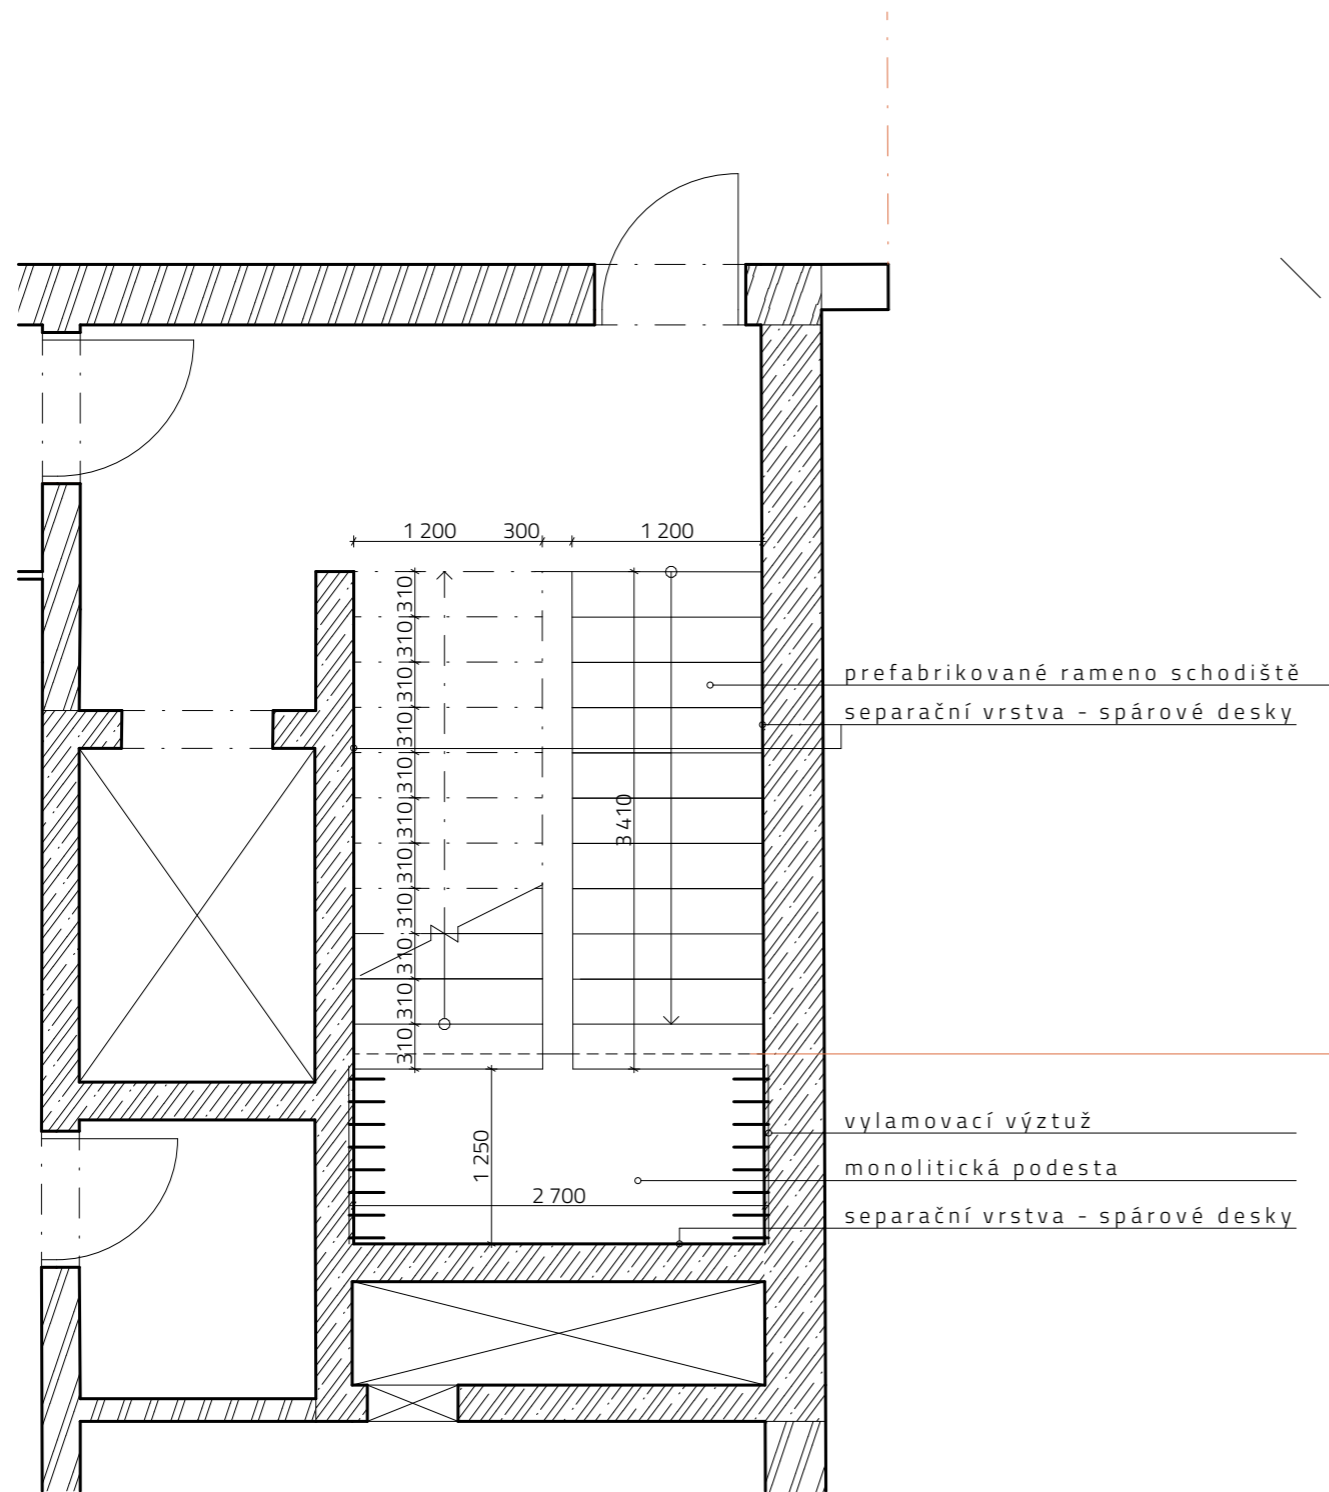 1 200 300 1 200
310
310
310
310
310
310
310
310
310
310
310
3 410
prefabrikované rameno schodiště
separační vrstva - spárové desky
1 250
2 700
vylamovací výztuž
monolitická podesta
separační vrstva - spárové desky